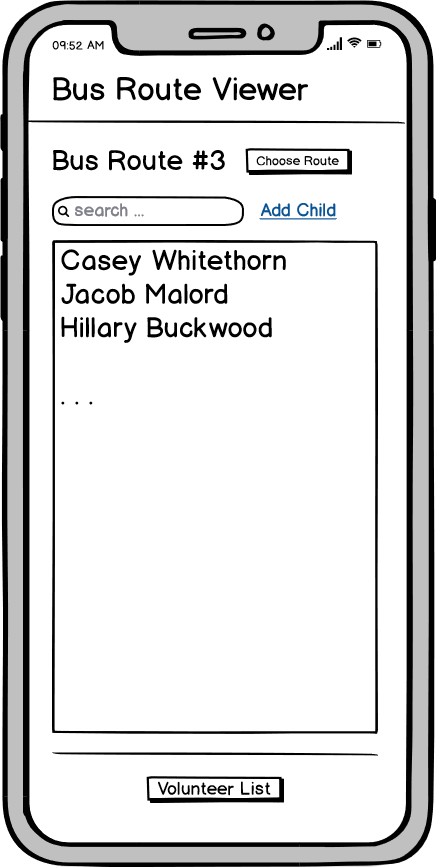 09:52 AM
Bus Route Viewer
Bus Route #3
Choose Route
search ...
Add Child
Casey Whitethorn
Jacob Malord
Hillary Buckwood
. . .
Volunteer List